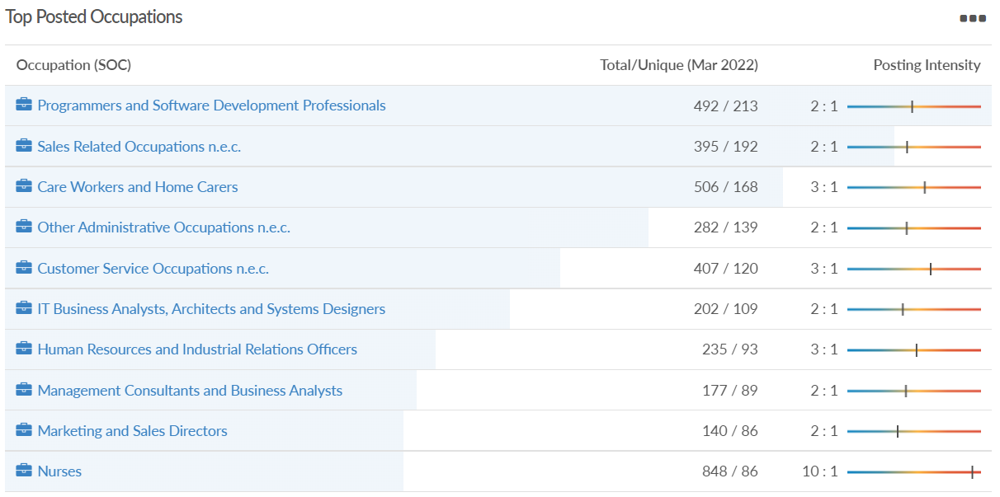 Top Posted Occupations
Occupation (SOC) Total/Unique (Mar 2022) Posting Intensity
Programmers and Software Development Professionals 492 / 213 2 : 1
Sales Related Occupations n.e.c. 395 / 192 2 : 1
Care Workers and Home Carers 506 / 168 3 : 1
Other Administrative Occupations n.e.c. 282 / 139 2 : 1
Customer Service Occupations n.e.c. 407 / 120 3 : 1
IT Business Analysts, Architects and Systems Designers 202 / 109 2 : 1
Human Resources and Industrial Relations Officers 235 / 93 3 : 1
Management Consultants and Business Analysts 177 / 89 2 : 1
Marketing and Sales Directors 140 / 86 2 : 1
Nurses 848 / 86 10 : 1